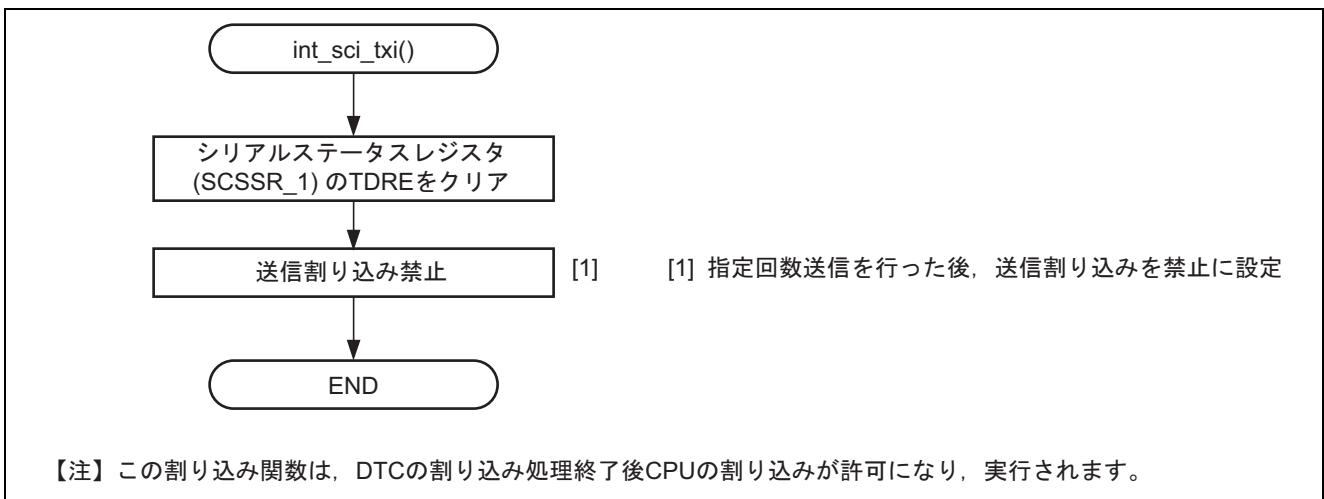 int_sci_txi()
シリアルステータスレジスタ
(SCSSR_1) のTDREをクリア
送信割り込み禁止
[1]
[1] 指定回数送信を行った後，送信割り込みを禁止に設定
END
【注】この割り込み関数は，DTCの割り込み処理終了後CPUの割り込みが許可になり，実行されます。